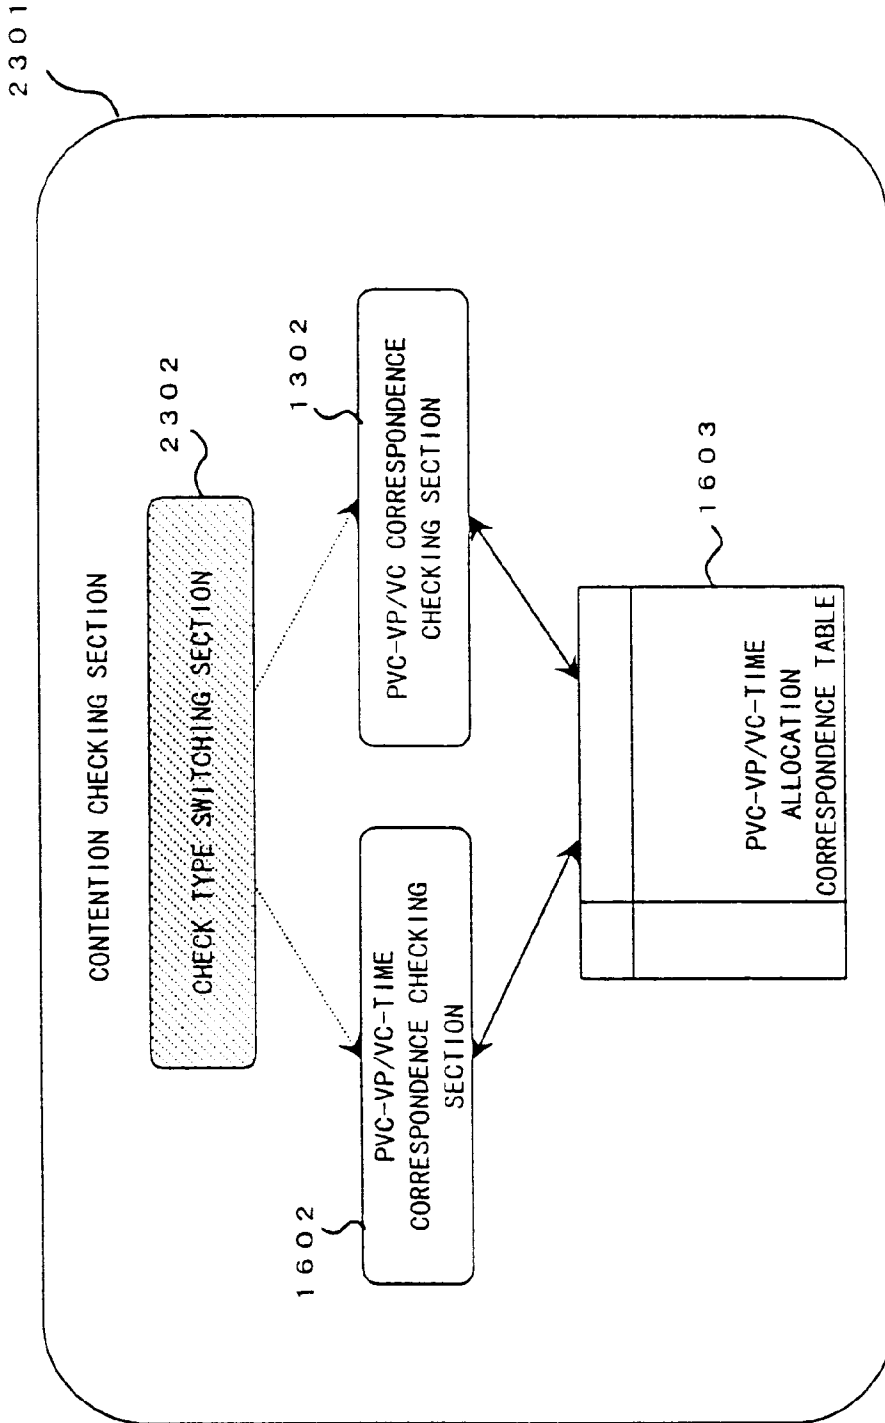 2301
CONTENTION CHECKING SECTION
2302
CHECK TYPE SWITCHING SECTION
1602
PVC-VP/VC-TIME
CORRESPONDENCE CHECKING
SECTION
1302
PVC-VP/VC CORRESPONDENCE
CHECKING SECTION
1603
PVC-VP/VC-TIME
ALLOCATION
CORRESPONDENCE TABLE